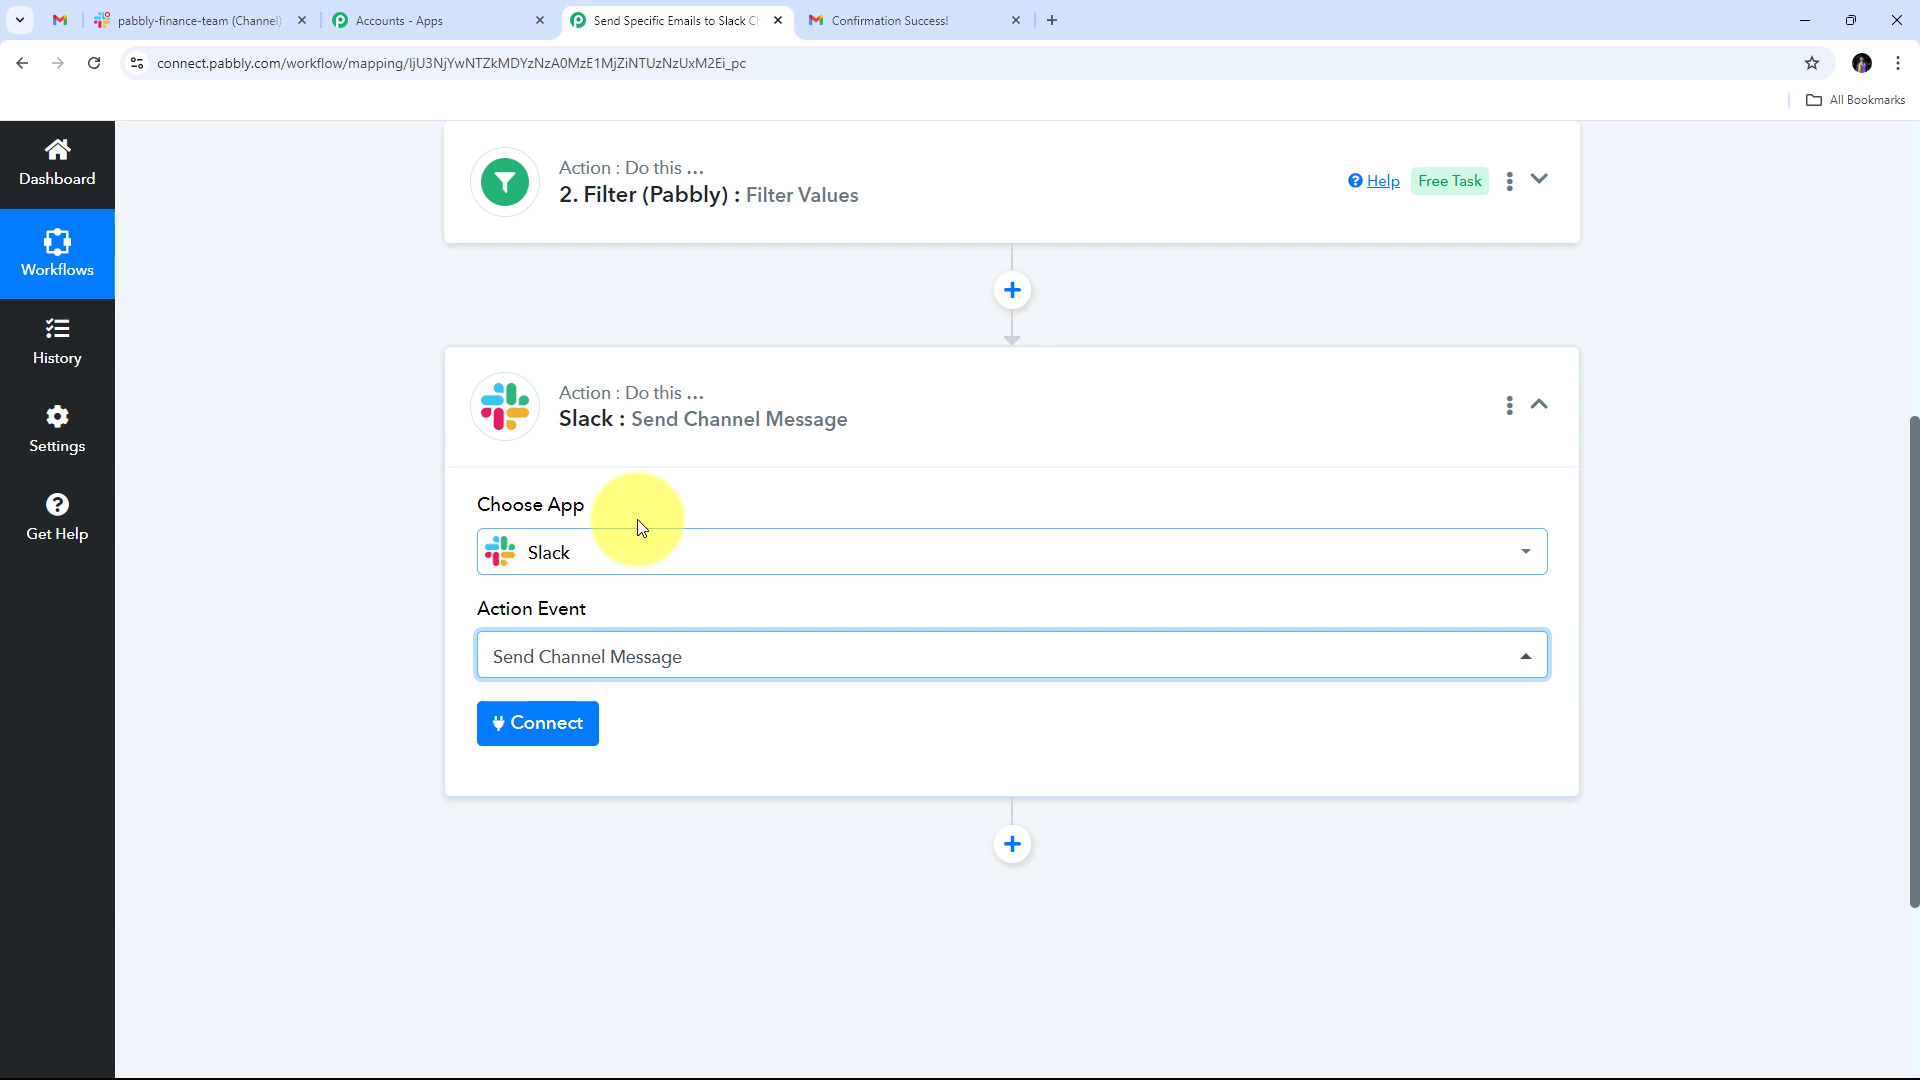 pabbly-finance-team (Channel)
Accounts - Apps
Send Specific Emails to Slack Ch
Confirmation Success!
connect.pabbly.com/workflow/mapping/IjU3NjYwNTZkMDYzNzA0MzE1MjZiNTUzNzUxM2Ei_pc
All Bookmarks
Dashboard
Workflows
History
Settings
Get Help
Action : Do this ...
2. Filter (Pabbly) : Filter Values
Help
Free Task
Action : Do this ...
Slack : Send Channel Message
Choose App
Slack
Action Event
Send Channel Message
Connect